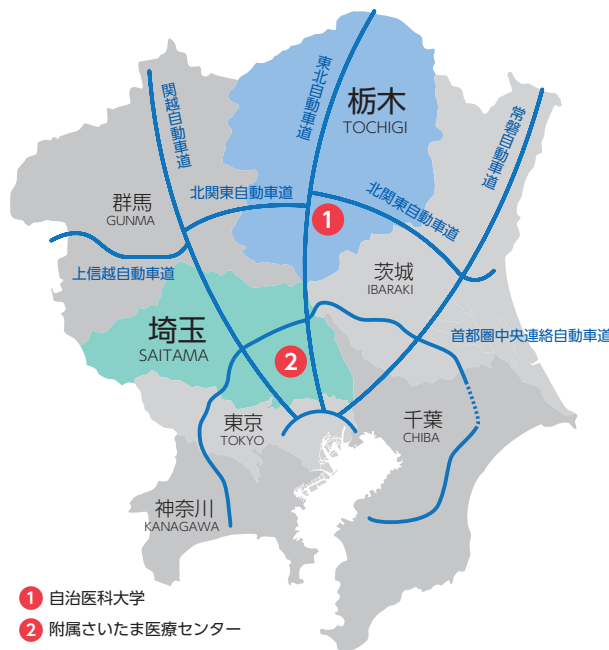 東北自動車道
栃木
TOCHIGI
関越自動車道
常磐自動車道
群馬
GUNMA
北関東自動車道
北関東自動車道
1
茨城
IBARAKI
上信越自動車道
埼玉
SAITAMA
首都圏中央連絡自動車道
2
東京
TOKYO
千葉
CHIBA
神奈川
KANAGAWA
1 自治医科大学
2 附属さいたま医療センター